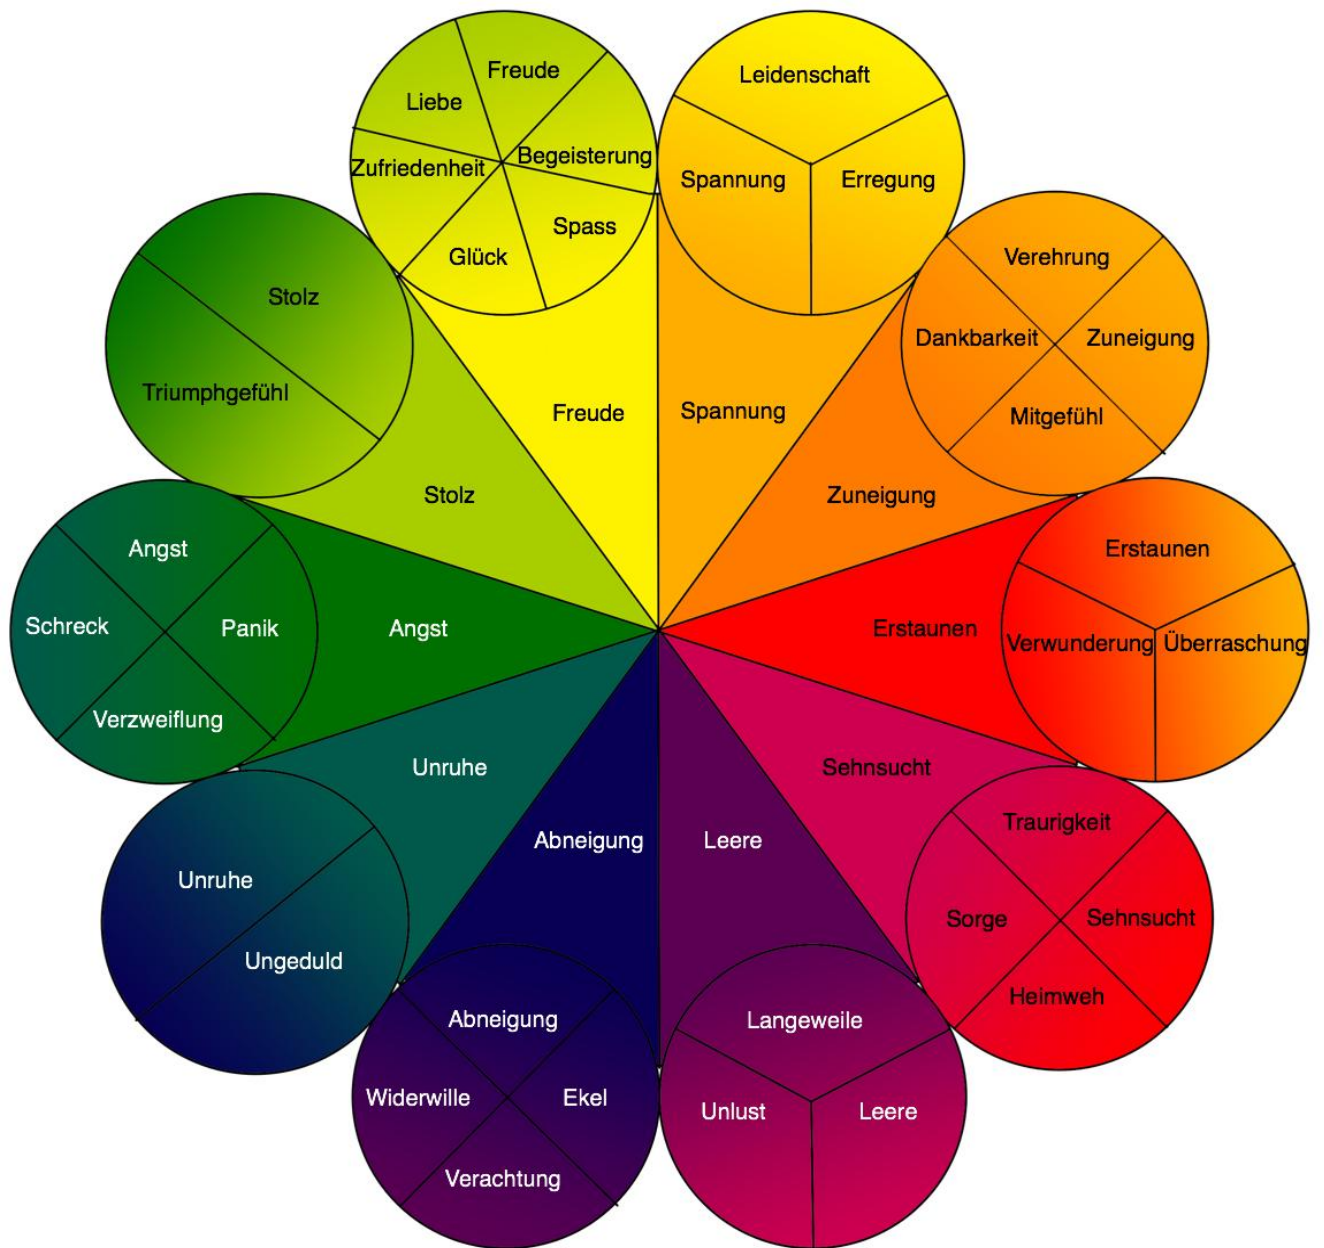 Leidenschaft
Spannung
Erregung
Verehrung
Dankbarkeit
Zuneigung
Mitgefühl
Erstaunen
Verwunderung
Überraschung
Traurigkeit
Sorge
Sehnsucht
Heimweh
Langeweile
Unlust
Leere
Abneigung
Widerwille
Ekel
Verachtung
Unruhe
Ungeduld
Angst
Schreck
Panik
Verzweiflung
Stolz
Triumphgefühl
Freude
Liebe
Begeisterung
Zufriedenheit
Spass
Glück
Freude
Spannung
Zuneigung
Erstaunen
Sehnsucht
Leere
Abneigung
Unruhe
Angst
Stolz